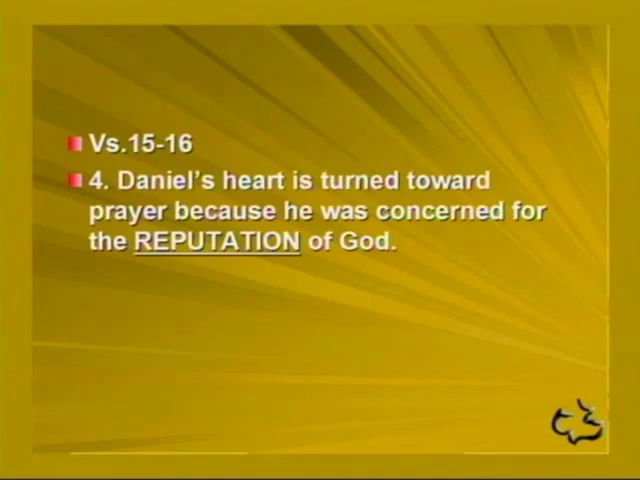 Vs.15-16
4. Daniel's heart is turned toward
prayer because he was concerned for
the REPUTATION of God.